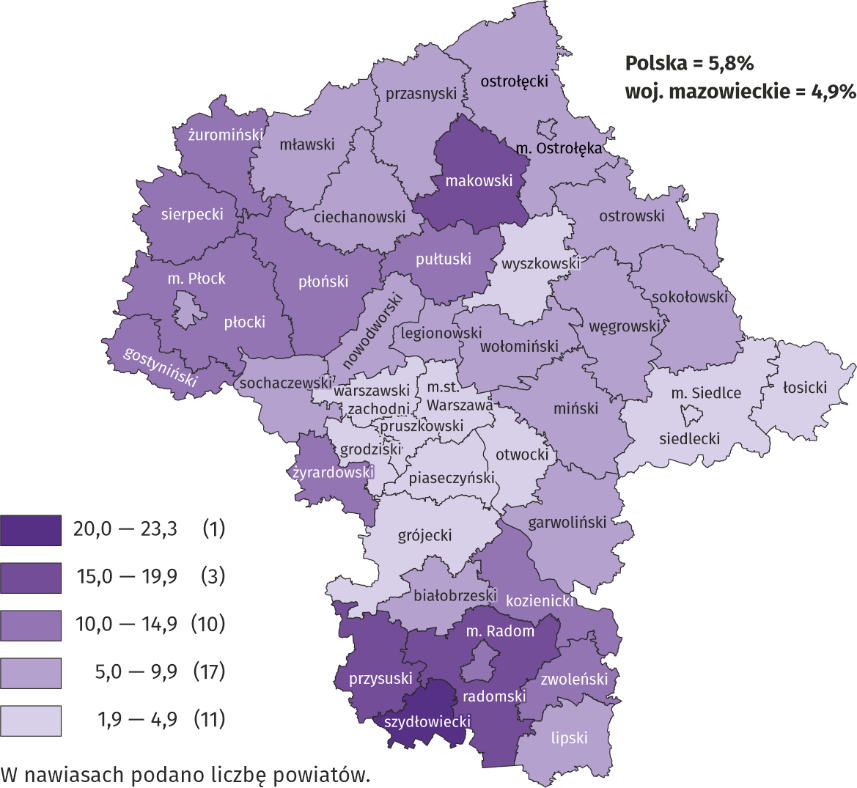 Polska = 5,8%
woj. mazowieckie = 4,9%
ostrołęcki
przasnyski
żuromiński
mławski
m. Ostrołęka
makowski
sierpecki
ciechanowski
ostrowski
pułtuski
wyszkowski
m. Płock
płoński
sokołowski
płocki
nowodworski
legionowski
węgrowski
wołomiński
gostyniński
sochaczewski
warszawski
zachodni
m.st.
Warszawa
m. Siedlce
łosicki
miński
pruszkowski
siedlecki
grodziski
otwocki
żyrardowski
piaseczyński
garwoliński
grójecki
białobrzeski
kozienicki
m. Radom
przysuski
zwoleński
radomski
szydłowiecki
lipski
20,0 — 23,3 (1)
15,0 — 19,9 (3)
10,0 — 14,9 (10)
5,0 — 9,9 (17)
1,9 — 4,9 (11)
W nawiasach podano liczbę powiatów.